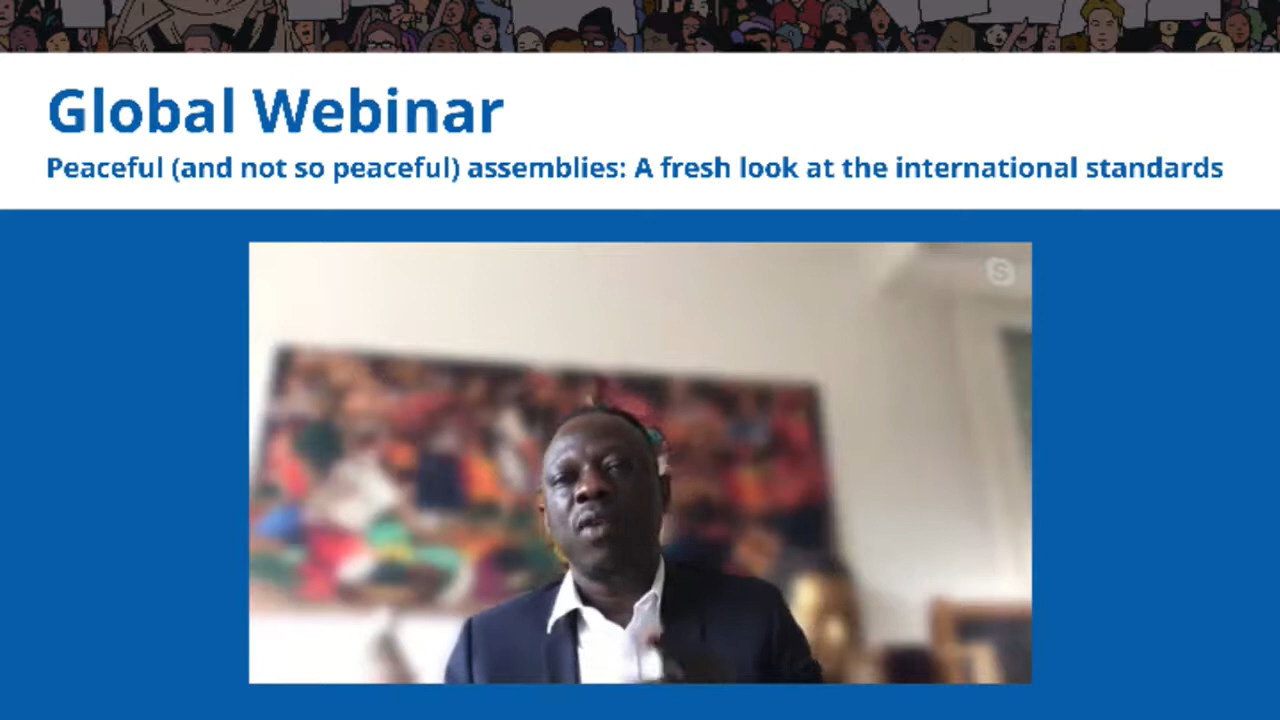 Global Webinar
Peaceful (and not so peaceful) assemblies: A fresh look at the international standards